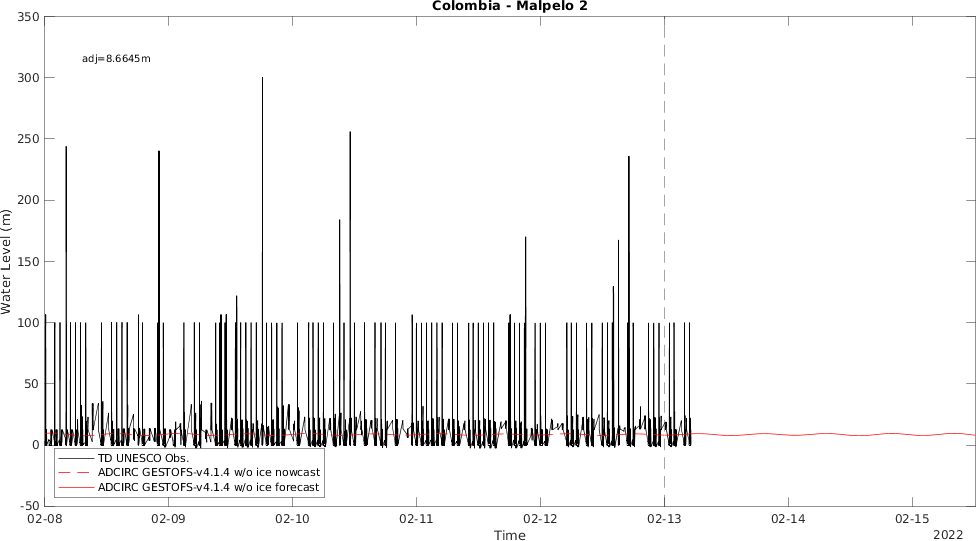 Colombia - Malpelo 2
adj=8.6645m
Water Level (m)
350
300
250
200
150
100
50
0
-50
TD UNESCO Obs.
ADCIRC GESTOFS-v4.1.4 w/o ice nowcast
ADCIRC GESTOFS-v4.1.4 w/o ice forecast
02-08 02-09 02-10 02-11 02-12 02-13 02-14 02-15
Time
2022